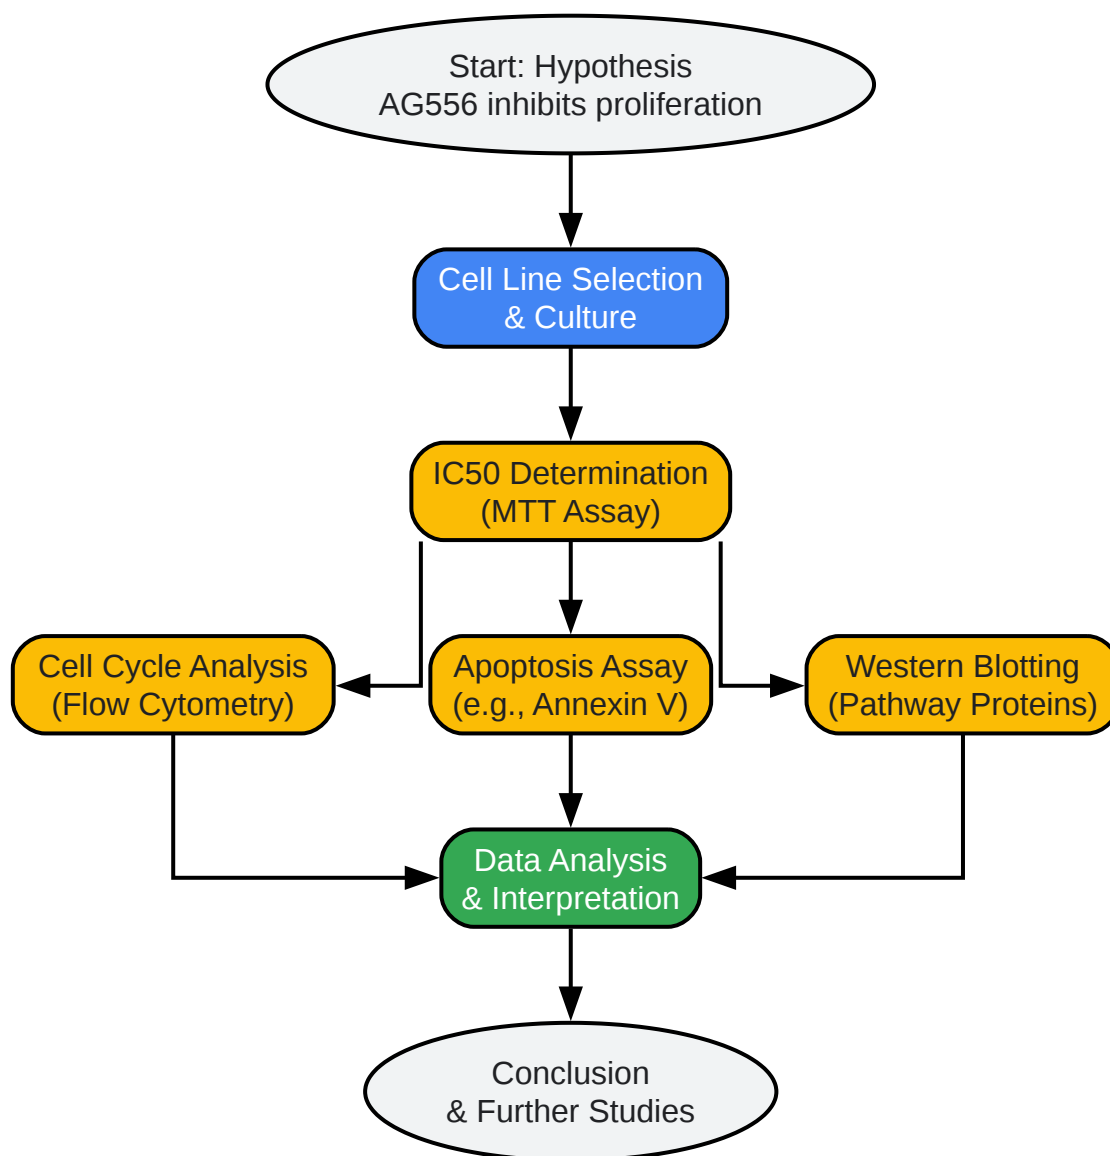 Start: Hypothesis
AG556 inhibits proliferation
Cell Line Selection
& Culture
IC50 Determination
(MTT Assay)
Cell Cycle Analysis
(Flow Cytometry)
Apoptosis Assay
(e.g., Annexin V)
Western Blotting
(Pathway Proteins)
Data Analysis
& Interpretation
Conclusion
& Further Studies